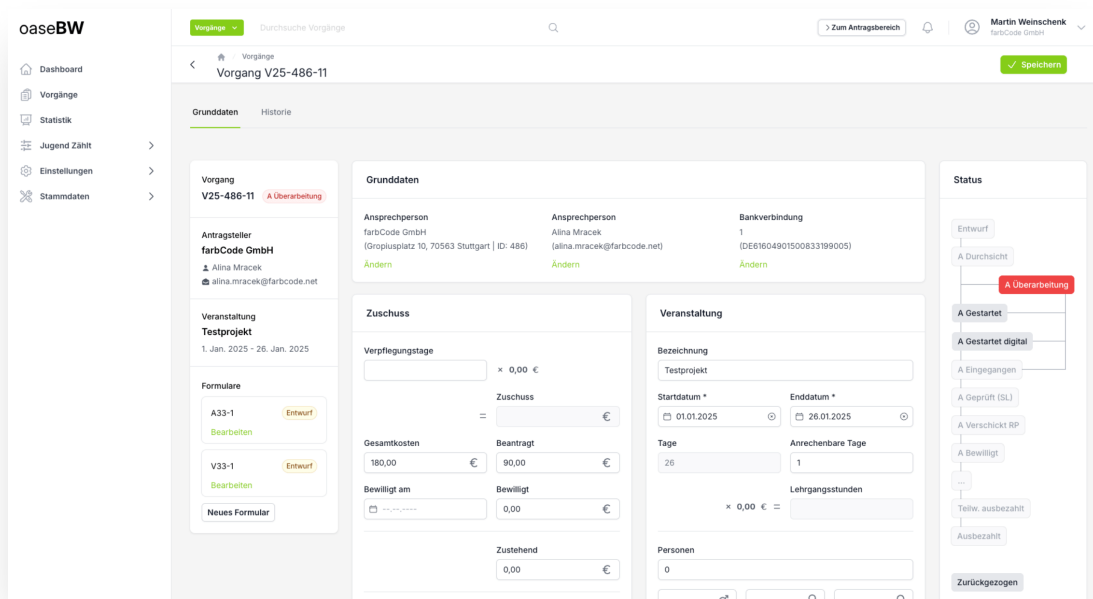 oaseBW
Vorgänge
Durchsuche Vorgänge
Zum Antragsbereich
Martin Weinschenk
farbCode GmbH
Dashboard
Vorgänge
Statistik
Jugend Zählt
Einstellungen
Stammdaten
Vorgänge
Vorgang V25-486-11
Speichern
Grunddaten
Historie
Vorgang
V25-486-11
A Überarbeitung
Antragsteller
farbCode GmbH
Alina Mracek
alina.mracek@farbcode.net
Veranstaltung
Testprojekt
1. Jan. 2025 - 26. Jan. 2025
Formulare
A33-1
Entwurf
Bearbeiten
V33-1
Entwurf
Bearbeiten
Neues Formular
Grunddaten
Ansprechperson
farbCode GmbH
(Gropiusplatz 10, 70563 Stuttgart | ID: 486)
Ändern
Ansprechperson
Alina Mracek
(alina.mracek@farbcode.net)
Ändern
Bankverbindung
1
(DE61604901500833199005)
Ändern
Zuschuss
Verpflegungstage
× 0,00 €
Zuschuss
= €
Gesamtkosten
180,00 €
Beantragt
90,00 €
Bewilligt am
--.--.----
Bewilligt
0,00 €
Zustehend
0,00 €
Veranstaltung
Bezeichnung
Testprojekt
Startdatum *
01.01.2025
Enddatum *
26.01.2025
Tage
26
Anrechenbare Tage
1
Lehrgangsstunden
× 0,00 € =
Personen
0
Status
Entwurf
A Durchsicht
A Überarbeitung
A Gestartet
A Gestartet digital
A Eingegangen
A Geprüft (SL)
A Verschickt RP
A Bewilligt
...
Teilw. ausbezahlt
Ausbezahlt
Zurückgezogen